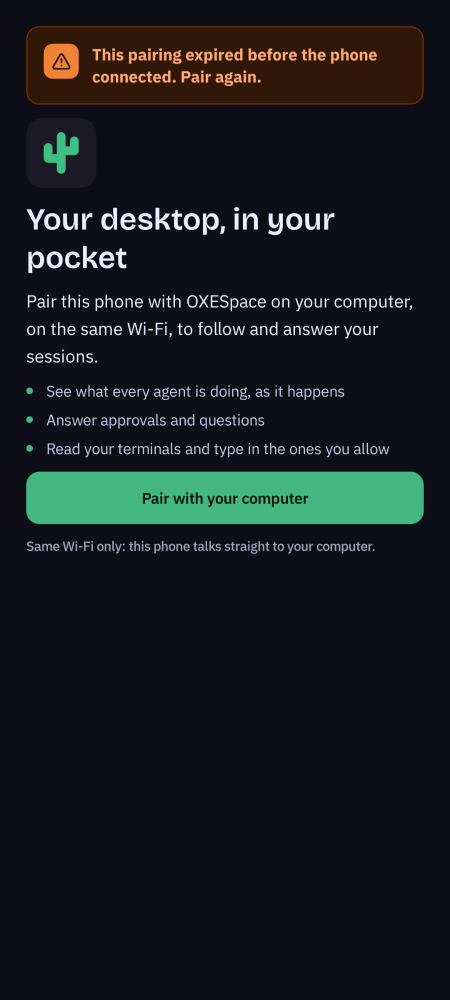 This pairing expired before the phone
connected. Pair again.
Your desktop, in your
pocket
Pair this phone with OXESpace on your computer,
on the same Wi-Fi, to follow and answer your
sessions.
See what every agent is doing, as it happens
Answer approvals and questions
Read your terminals and type in the ones you allow
Pair with your computer
Same Wi-Fi only: this phone talks straight to your computer.